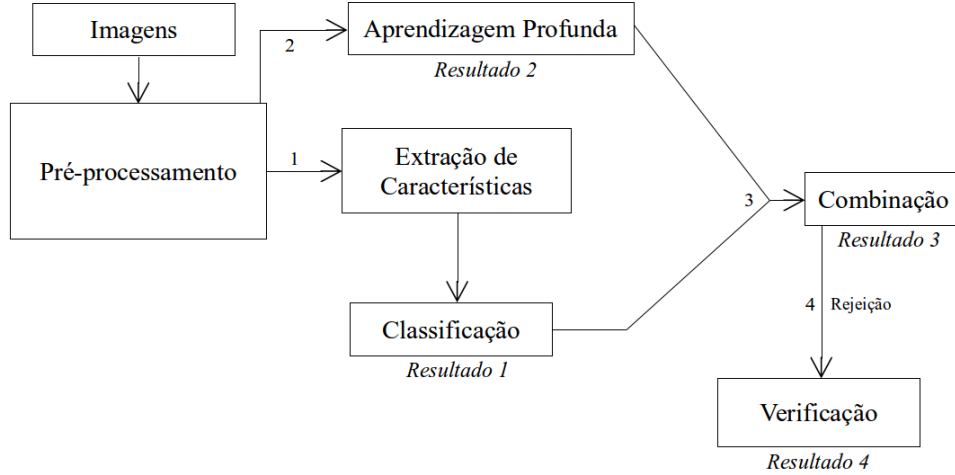 Imagens
2
Aprendizagem Profunda
Resultado 2
Pré-processamento
1
Extração de
Características
3
Combinação
Resultado 3
Classificação
Resultado 1
4
Rejeição
Verificação
Resultado 4